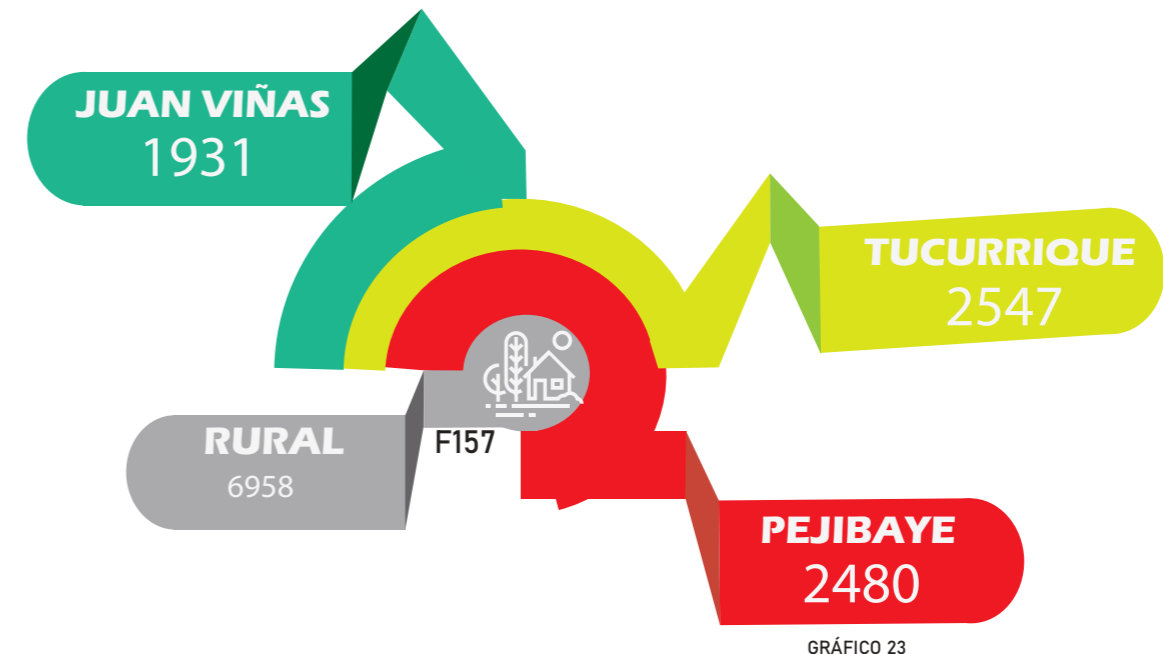 JUAN VIÑAS
1931
TUCURRIQUE
2547
RURAL
6958
F157
PEJIBAYE
2480
GRÁFICO 23